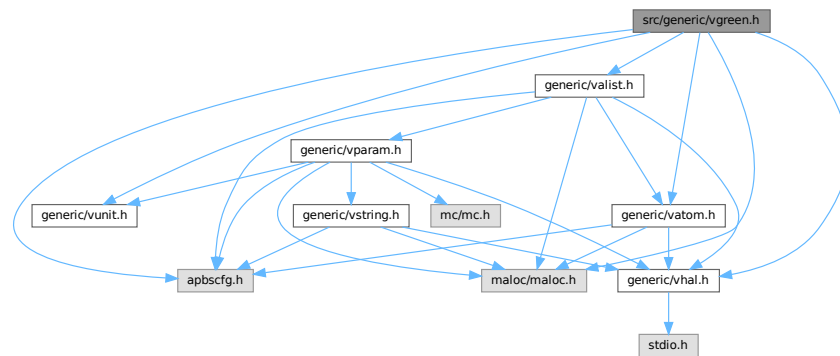 src/generic/vgreen.h
generic/valist.h
generic/vparam.h
generic/vunit.h
generic/vstring.h
mc/mc.h
generic/vatom.h
apbscfg.h
maloc/maloc.h
generic/vhal.h
stdio.h